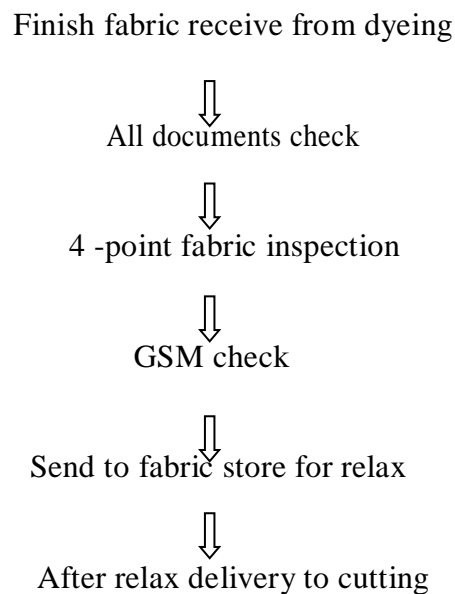 Finish fabric receive from dyeing
All documents check
4 -point fabric inspection
GSM check
Send to fabric store for relax
After relax delivery to cutting